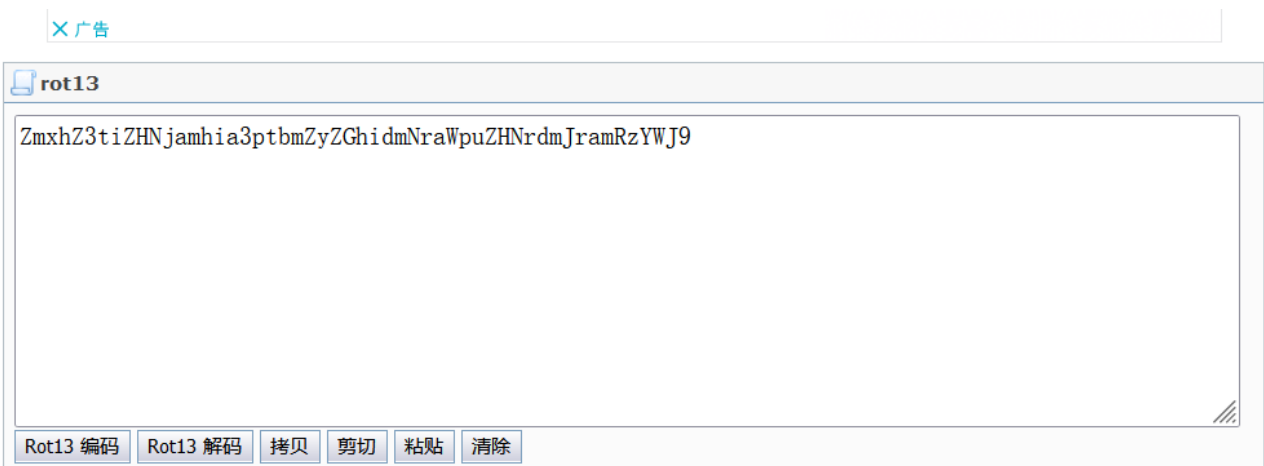 广告
rot13
ZmxhZ3tiZHNjamhia3ptbmZyZGhidmNraWpuZHNrdmJramRzYWJ9
Rot13 编码 Rot13 解码 拷贝 剪切 粘贴 清除